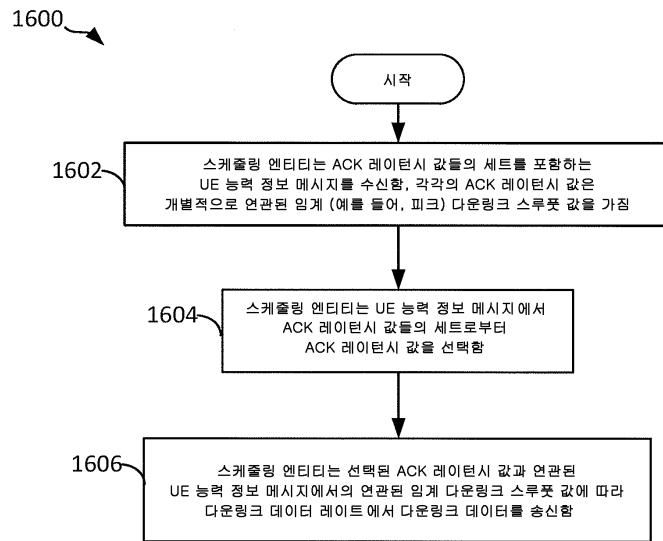 1600
시작
1602
스케줄링 엔티티는 ACK 레이턴시 값들의 세트를 포함하는
UE 능력 정보 메시지를 수신함, 각각의 ACK 레이턴시 값은
개별적으로 연관된 임계 (예를 들어, 피크) 다운링크 스루풋 값을 가짐
1604
스케줄링 엔티티는 UE 능력 정보 메시지에서
ACK 레이턴시 값들의 세트로부터
ACK 레이턴시 값을 선택함
1606
스케줄링 엔티티는 선택된 ACK 레이턴시 값과 연관된
UE 능력 정보 메시지에서의 연관된 임계 다운링크 스루풋 값에 따라
다운링크 데이터 레이트에서 다운링크 데이터를 송신함